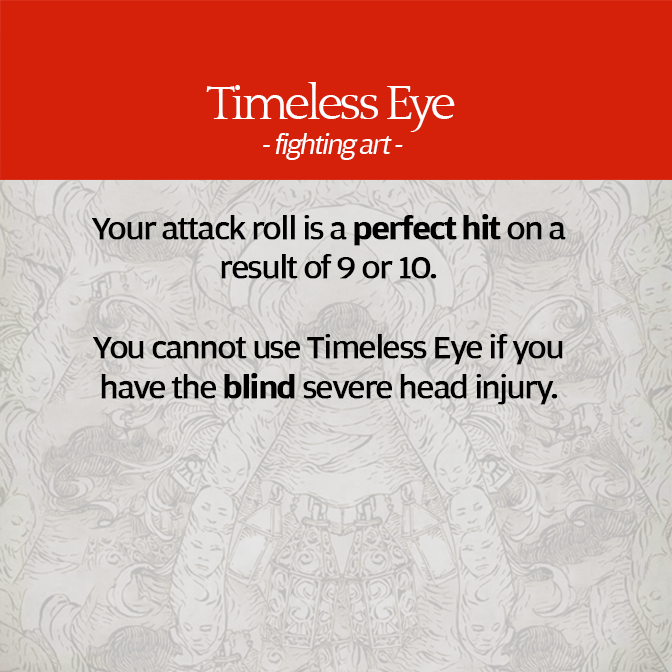 Timeless Eye
- fighting art -
Your attack roll is a perfect hit on a
result of 9 or 10.
You cannot use Timeless Eye if you
have the blind severe head injury.